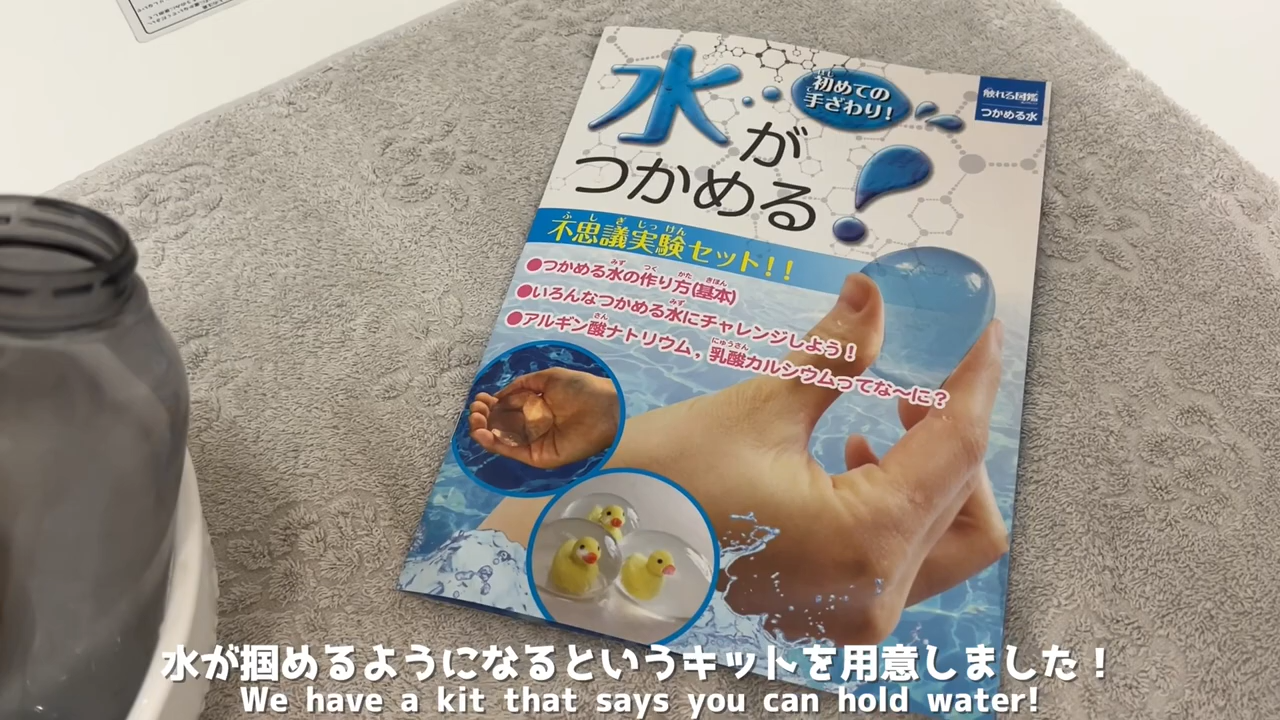 水が
つかめる!
初めての
手ざわり!
触れる図鑑
つかめる水
不思議実験セット!!
●つかめる水の作り方(基本)
●いろんなつかめる水にチャレンジしよう!
●アルギン酸ナトリウム,乳酸カルシウムってな〜に?
水が掴めるようになるというキットを用意しました!
We have a kit that says you can hold water!